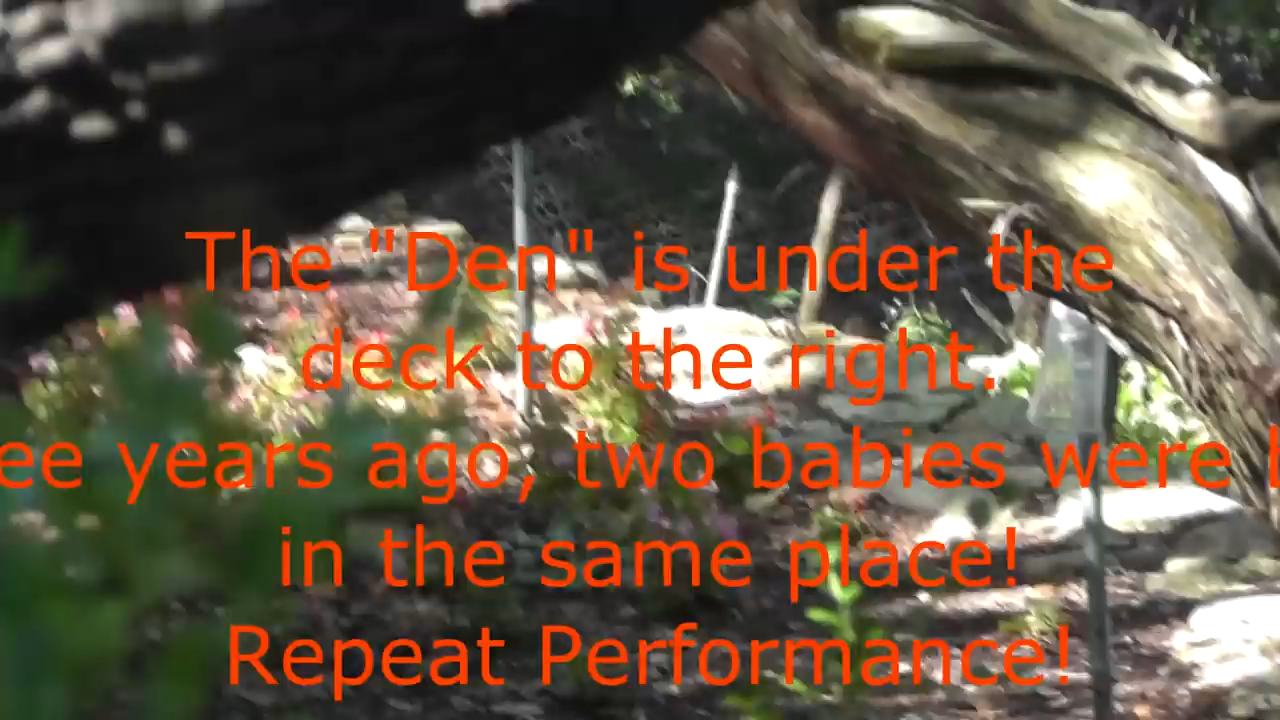 The "Den" is under the
deck to the right.
ee years ago, two babies were
in the same place!
Repeat Performance!